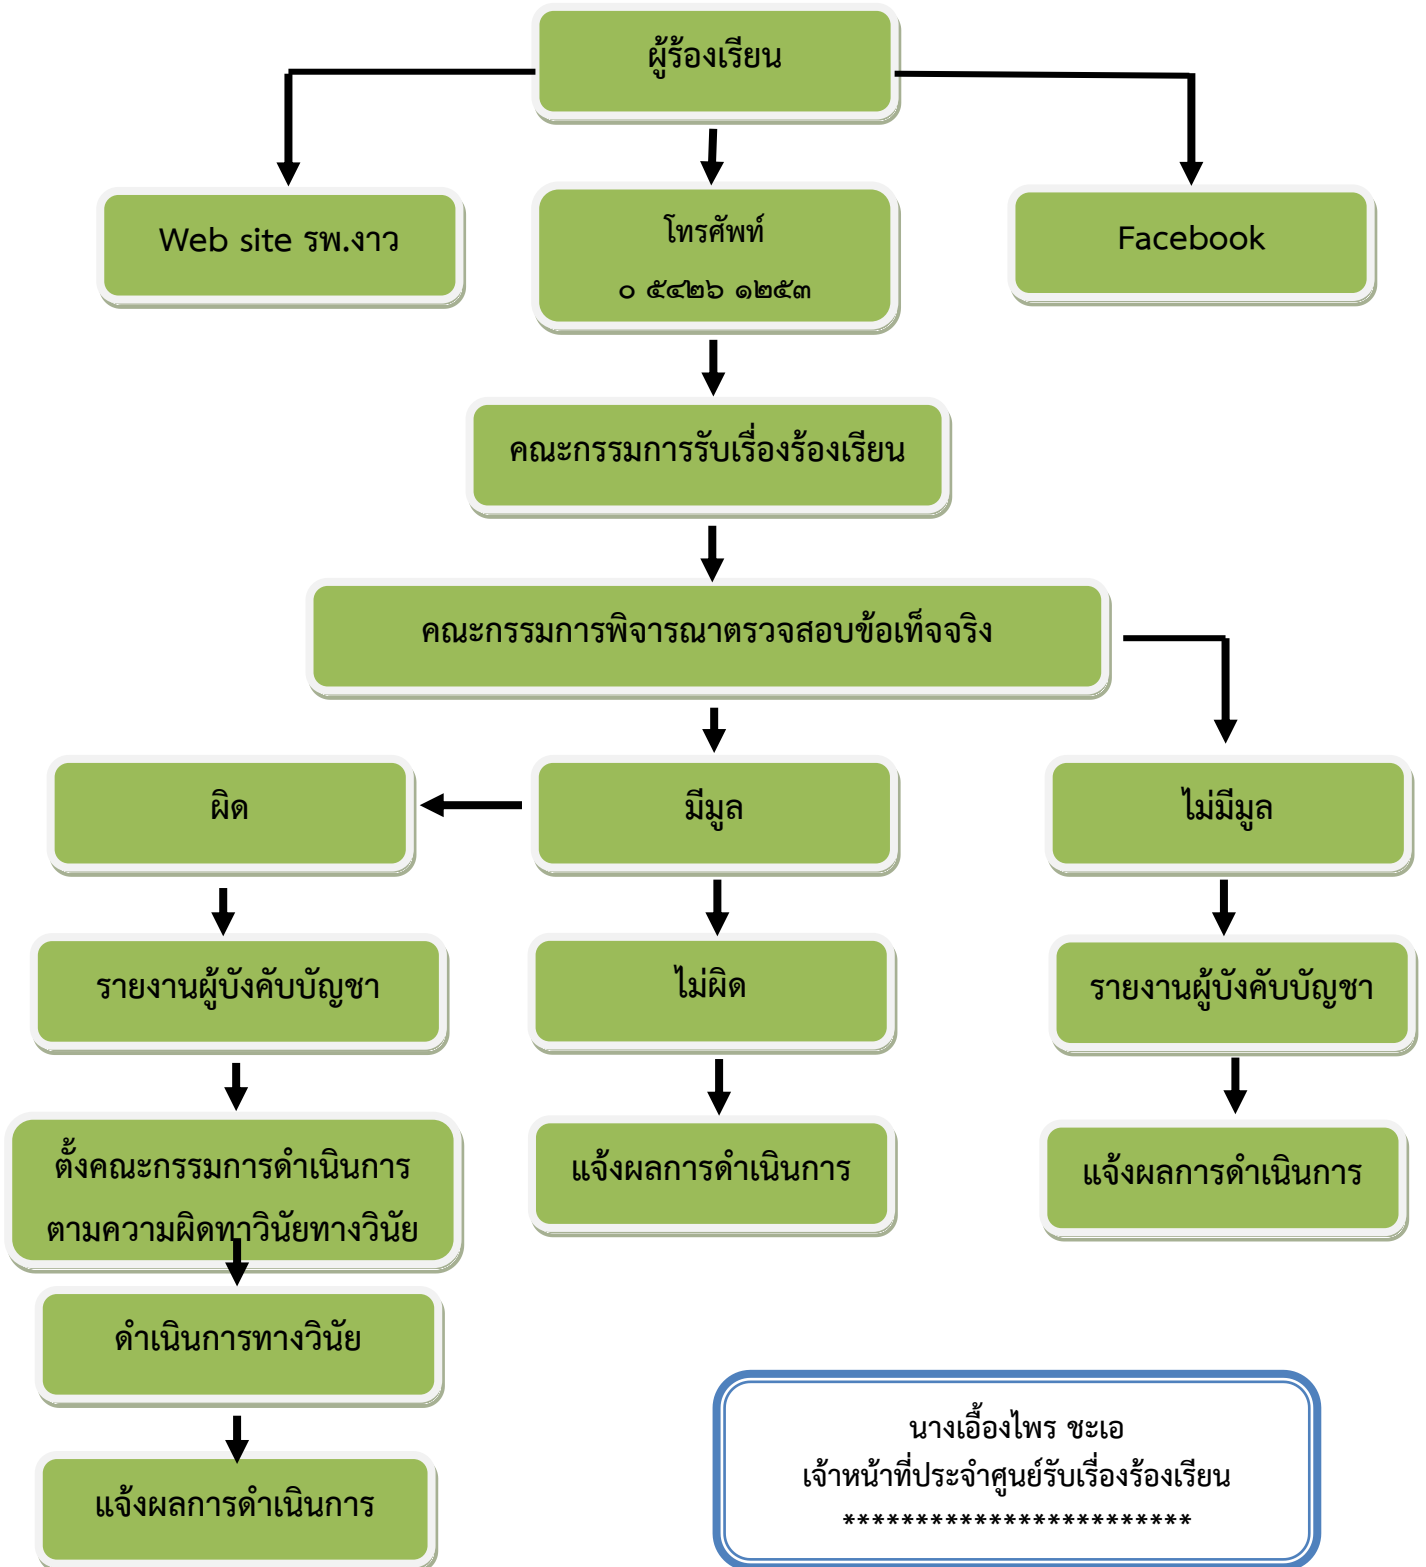 ผู้ร้องเรียน
Web site รพ.งาว
โทรศัพท์
๐ ๕๔๒๖ ๑๒๕๓
Facebook
คณะกรรมการรับเรื่องร้องเรียน
คณะกรรมการพิจารณาตรวจสอบข้อเท็จจริง
ผิด
มีมูล
ไม่มีมูล
รายงานผู้บังคับบัญชา
ไม่ผิด
รายงานผู้บังคับบัญชา
ตั้งคณะกรรมการดำเนินการ
ตามความผิดทาวินัยทางวินัย
แจ้งผลการดำเนินการ
แจ้งผลการดำเนินการ
ดำเนินการทางวินัย
แจ้งผลการดำเนินการ
นางเอื้องไพร ชะเอ
เจ้าหน้าที่ประจำศูนย์รับเรื่องร้องเรียน
************************